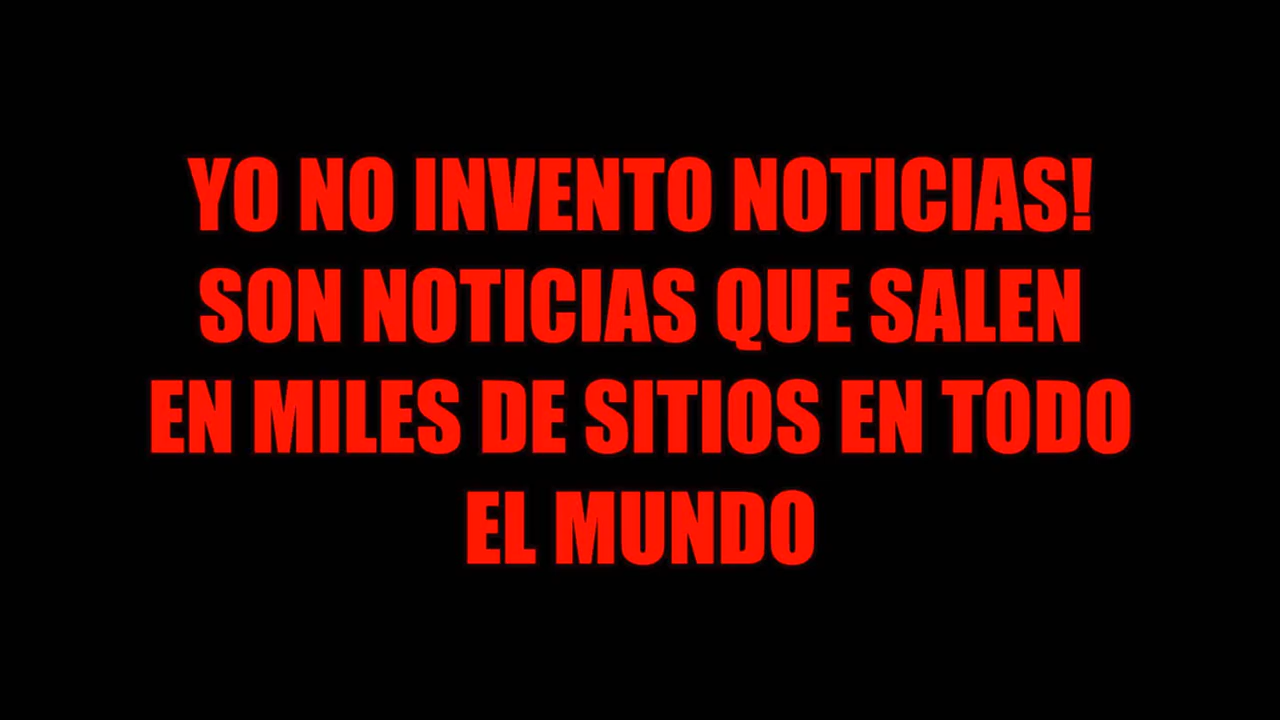 YO NO INVENTO NOTICIAS!
SON NOTICIAS QUE SALEN
EN MILES DE SITIOS EN TODO
EL MUNDO